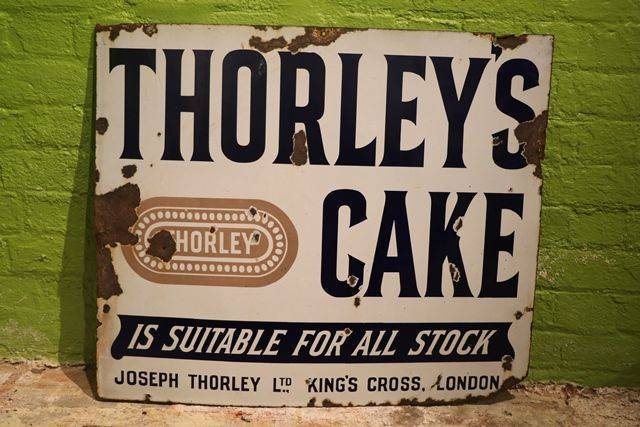 THORLEY'S
CAKE
THORLEY
IS SUITABLE FOR ALL STOCK
JOSEPH THORLEY LTD KING'S CROSS, LONDON